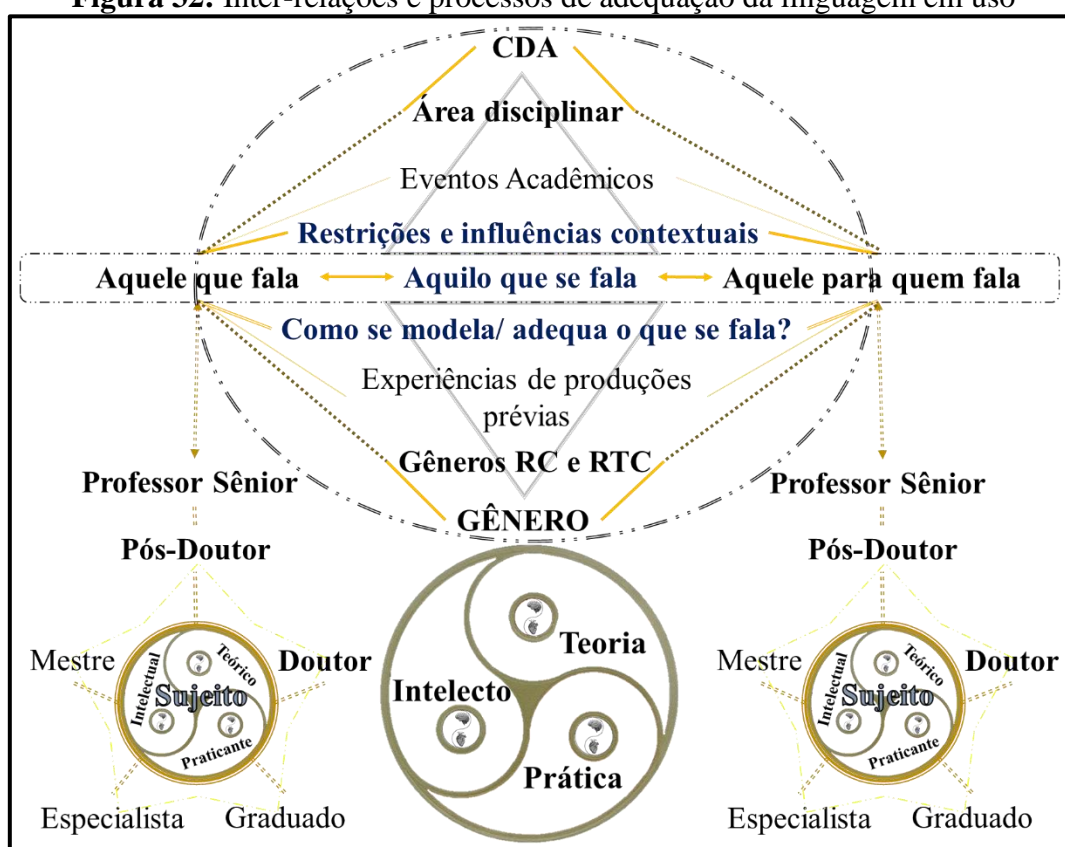 Figura 32: Inter-relações e processos de adequação da linguagem em uso
CDA
Área disciplinar
Eventos Acadêmicos
Restrições e influências contextuais
Aquele que fala Aquilo que se fala Aquele para quem fala
Como se modela/ adequa o que se fala?
Experiências de produções
prévias
Gêneros RC e RTC
GÊNERO
Professor Sênior
Pós-Doutor
Mestre
Doutor
Intelectual
Teórico
Sujeito
Praticante
Especialista
Graduado
Teoria
Intelecto
Prática
Professor Sênior
Pós-Doutor
Mestre
Doutor
Intelectual
Teórico
Sujeito
Praticante
Especialista
Graduado